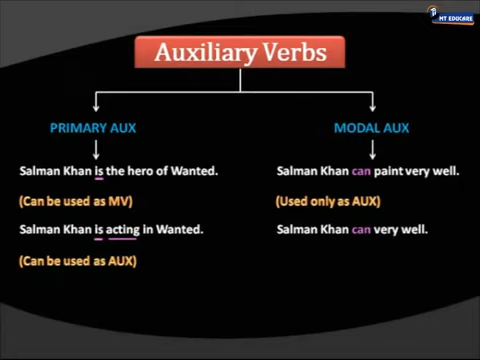 MT EDUCARE
Auxiliary Verbs
PRIMARY AUX
Salman Khan is the hero of Wanted.
(Can be used as MV)
Salman Khan is acting in Wanted.
(Can be used as AUX)
MODAL AUX
Salman Khan can paint very well.
(Used only as AUX)
Salman Khan can very well.